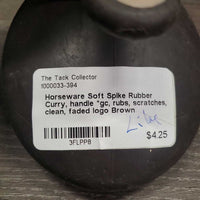 The Tack Collector
1000033-394
Horseware Soft Spike Rubber
Curry, handle *gc, rubs, scratches,
clean, faded logo Brown
$4.25
3FLPP8